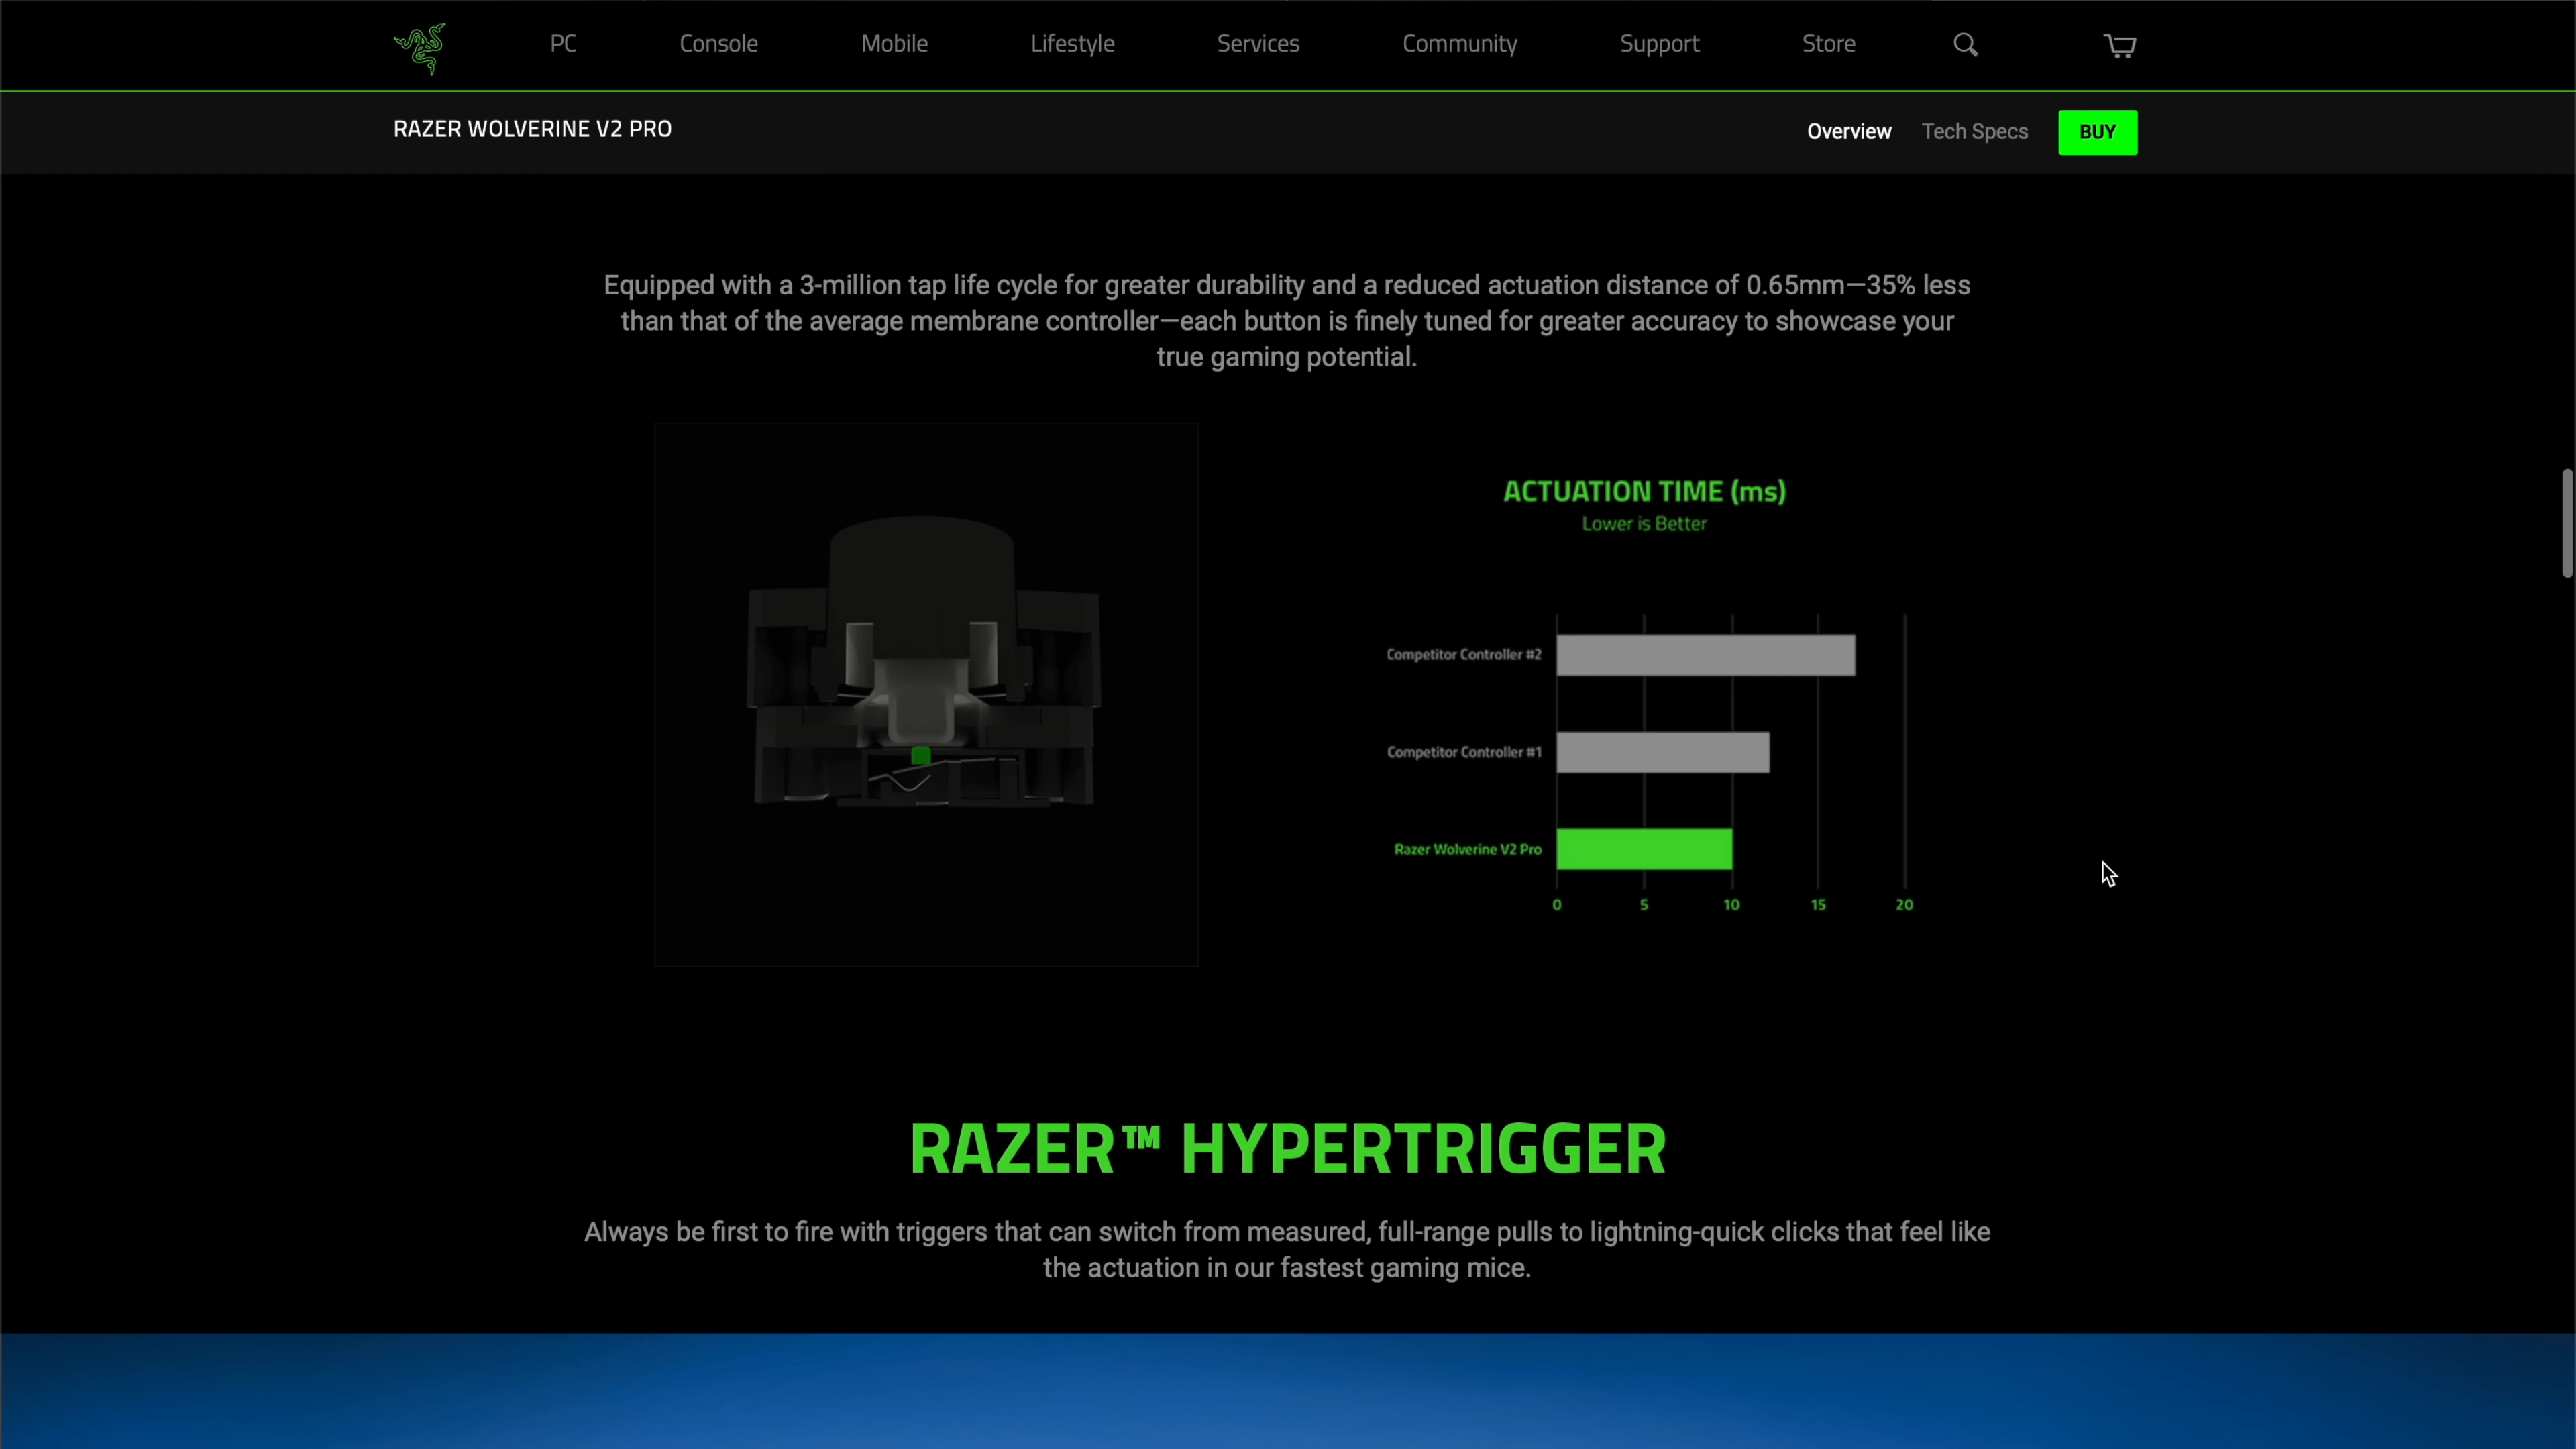 PC Console Mobile Lifestyle Services Community Support Store
RAZER WOLVERINE V2 PRO
Overview Tech Specs BUY
Equipped with a 3-million tap life cycle for greater durability and a reduced actuation distance of 0.65mm—35% less
than that of the average membrane controller—each button is finely tuned for greater accuracy to showcase your
true gaming potential.
ACTUATION TIME (ms)
Lower is Better
Competitor Controller #2
Competitor Controller #1
Razer Wolverine V2 Pro
0 5 10 15 20
RAZER™ HYPERTRIGGER
Always be first to fire with triggers that can switch from measured, full-range pulls to lightning-quick clicks that feel like
the actuation in our fastest gaming mice.